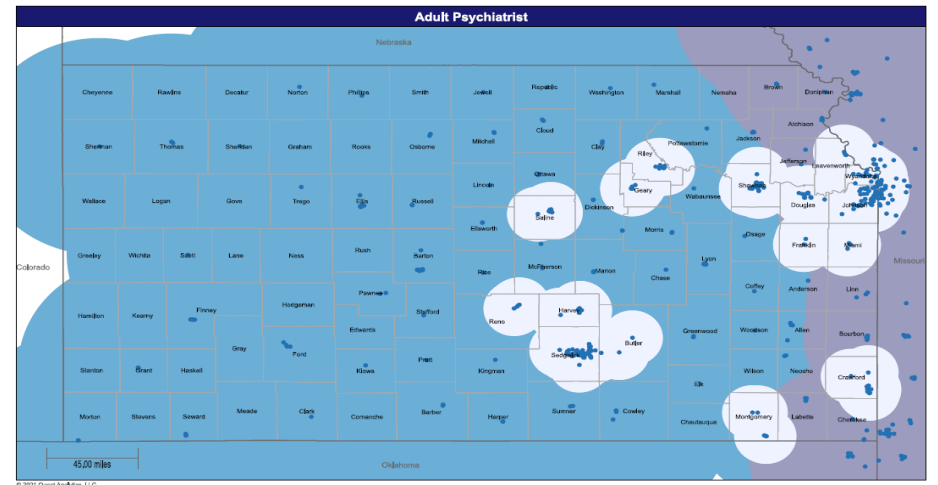 Adult Psychiatrist
Nebraska
Cheyenne Rawlins Decatur Norton Phillips Smith Jewell Republic Washington Marshall Nemaha Brown Doniphan
Atchison
Sherman Thomas Sheridan Graham Rooks Osborne Mitchell Cloud Clay Riley Pottawatomie Jackson Jefferson Leavenworth
Wallace Logan Gove Trego Ellis Russell Lincoln Ottawa Dickinson Geary Wabaunsee Shawnee Douglas Johnson Wyandotte
Ellsworth Saline Morris Osage Franklin Miami
Colorado Greeley Wichita Scott Lane Ness Rush Barton Rice McPherson Marion Chase Lyon Coffey Anderson Linn Missouri
Hamilton Kearny Finney Hodgeman Pawnee Stafford Reno Harvey
Gray Ford Edwards Sedgwick Butler Greenwood Woodson Allen Bourbon
Stanton Grant Haskell Kiowa Pratt Kingman Elk Wilson Neosho Crawford
Morton Stevens Seward Meade Clark Comanche Barber Harper Sumner Cowley Chautauque Montgomery Labette Cherokee
45.00 miles
Oklahoma